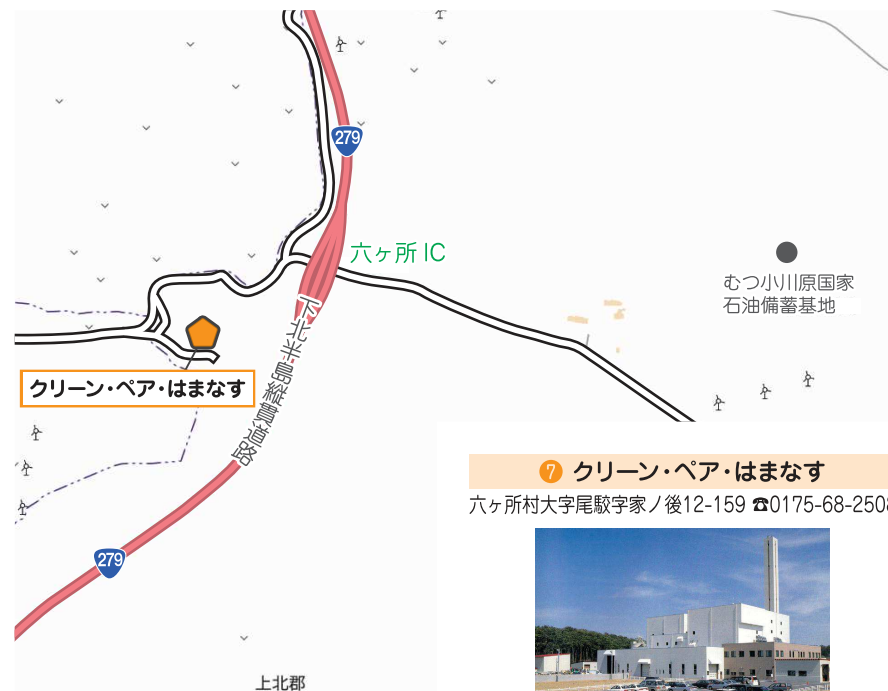 279
六ヶ所 IC
むつ小川原国家
石油備蓄基地
下北半島縦貫道路
クリーン・ペア・はまなす
7 クリーン・ペア・はまなす
六ヶ所村大字尾駮字家ノ後12-159 ☎0175-68-2508
279
上北郡